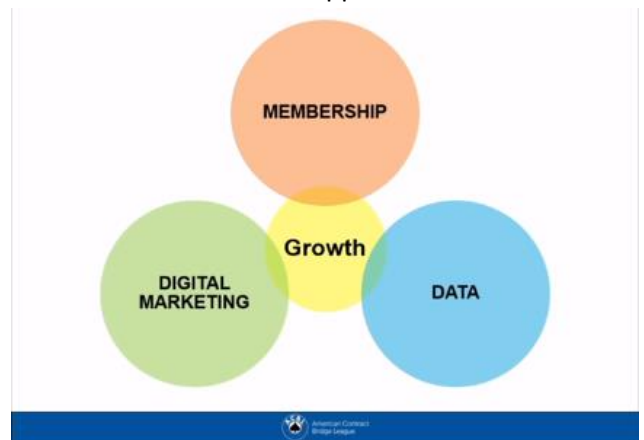 MEMBERSHIP
Growth
DIGITAL
MARKETING
DATA
American Contract
Bridge League